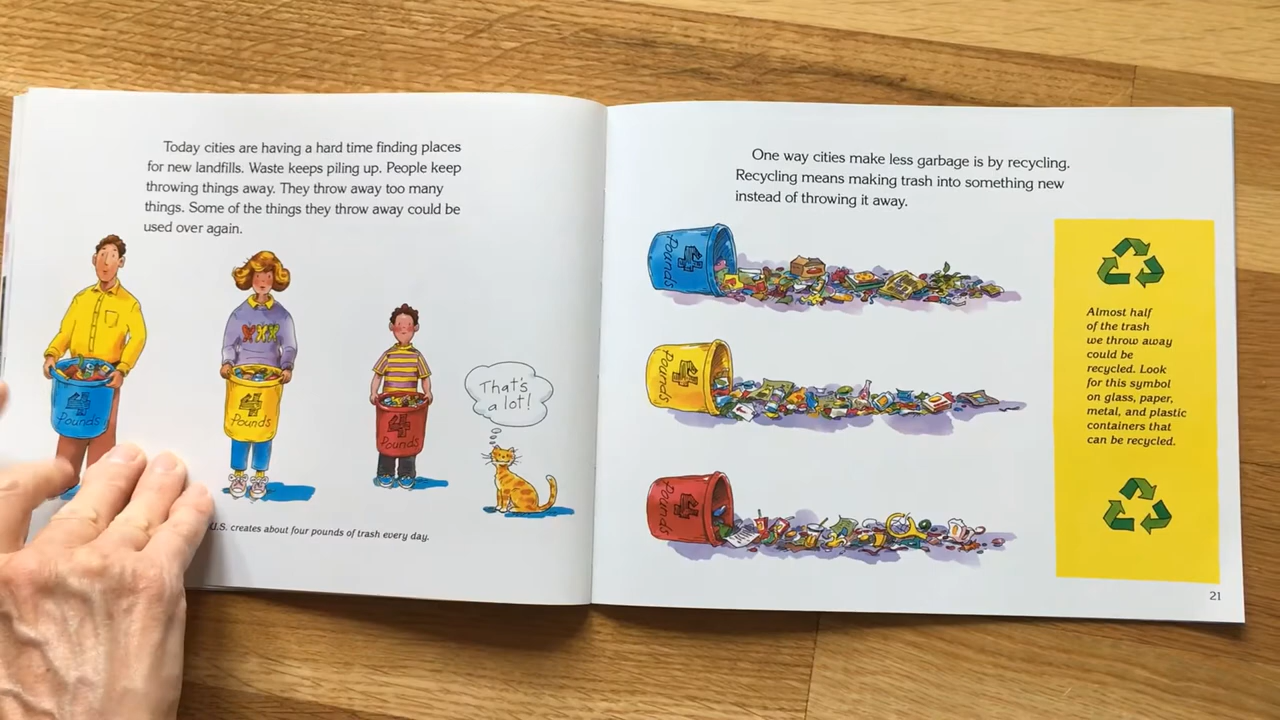 Today cities are having a hard time finding places
for new landfills. Waste keeps piling up. People keep
throwing things away. They throw away too many
things. Some of the things they throw away could be
used over again.
4
Pounds
4
Pounds
4
Pounds
That's
a lot!
U.S. creates about four pounds of trash every day.
One way cities make less garbage is by recycling.
Recycling means making trash into something new
instead of throwing it away.
4
Pounds
4
Pounds
4
Pounds
Almost half
of the trash
we throw away
could be
recycled. Look
for this symbol
on glass, paper,
metal, and plastic
containers that
can be recycled.
21